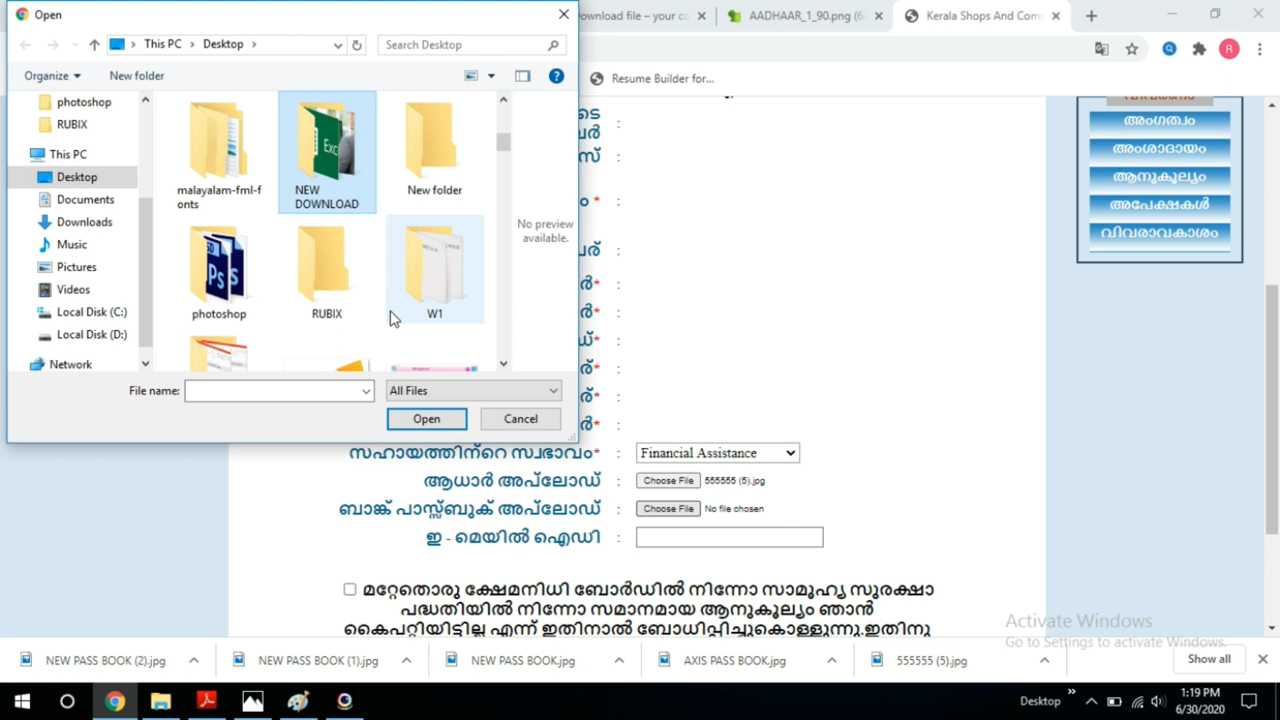 Open
ownload file – your co
AADHAAR_1_90.png (6
Kerala Shops And Com
This PC
Desktop
Search Desktop
R
Organize
New folder
Resume Builder for...
photoshop
RUBIX
This PC
Desktop
Documents
Downloads
Music
Pictures
Videos
Local Disk (C:)
Local Disk (D:)
Network
malayalam-fml-f
onts
NEW
DOWNLOAD
New folder
photoshop
RUBIX
W1
No preview
available.
File name:
All Files
Open
Cancel
അംഗത്വം
അംശാദായം
ആനുകൂല്യം
അപേക്ഷകൾ
വിവരാവകാശം
സഹായത്തിന്റെ സ്വഭാവം* :
Financial Assistance
ആധാർ അപ്‌ലോഡ് :
Choose File 555555 (5).jpg
ബാങ്ക് പാസ്സ്ബുക് അപ്‌ലോഡ് :
Choose File No file chosen
ഇ - മെയിൽ ഐഡി :
മറ്റേതൊരു ക്ഷേമനിധി ബോർഡിൽ നിന്നോ സാമൂഹ്യ സുരക്ഷാ
പദ്ധതിയിൽ നിന്നോ സമാനമായ ആനുകൂല്യം ഞാൻ
കൈപറ്റിയിട്ടില്ല എന്ന് ഇതിനാൽ ബോധിപ്പിച്ചുകൊള്ളുന്നു.ഇതിനു
Activate Windows
Go to Settings to activate Windows.
NEW PASS BOOK (2).jpg
NEW PASS BOOK (1).jpg
NEW PASS BOOK.jpg
AXIS PASS BOOK.jpg
555555 (5).jpg
Show all
Desktop
1:19 PM
6/30/2020